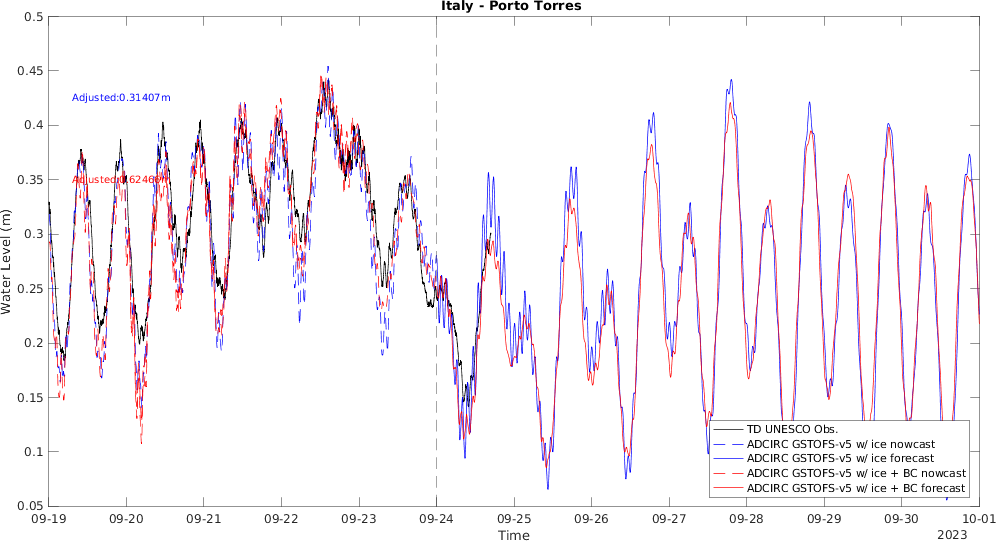 Italy - Porto Torres
0.5
0.45
0.4
0.35
0.3
0.25
0.2
0.15
0.1
0.05
Water Level (m)
Adjusted:0.31407m
TD UNESCO Obs.
ADCIRC GSTOFS-v5 w/ ice nowcast
ADCIRC GSTOFS-v5 w/ ice forecast
ADCIRC GSTOFS-v5 w/ ice + BC nowcast
ADCIRC GSTOFS-v5 w/ ice + BC forecast
09-19 09-20 09-21 09-22 09-23 09-24 09-25 09-26 09-27 09-28 09-29 09-30 10-01
Time
2023